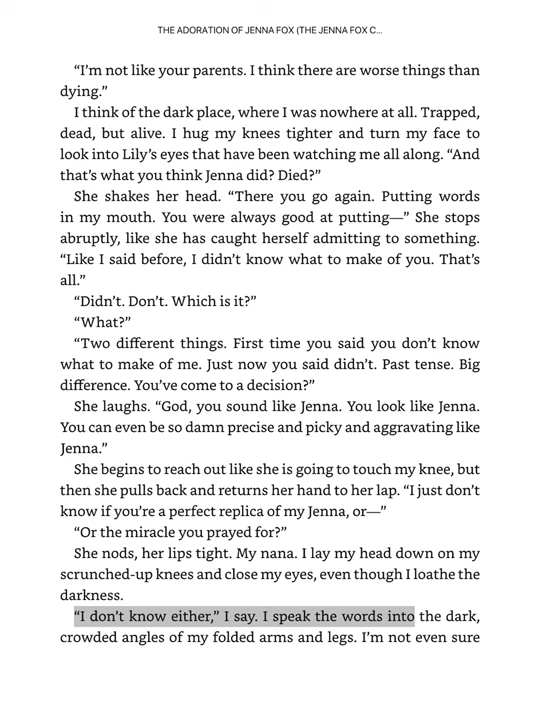 THE ADORATION OF JENNA FOX (THE JENNA FOX C...
“I’m not like your parents. I think there are worse things than
dying.”
I think of the dark place, where I was nowhere at all. Trapped,
dead, but alive. I hug my knees tighter and turn my face to
look into Lily’s eyes that have been watching me all along. “And
that’s what you think Jenna did? Died?”
She shakes her head. “There you go again. Putting words
in my mouth. You were always good at putting—” She stops
abruptly, like she has caught herself admitting to something.
“Like I said before, I didn’t know what to make of you. That’s
all.”
“Didn’t. Don’t. Which is it?”
“What?”
“Two different things. First time you said you don’t know
what to make of me. Just now you said didn’t. Past tense. Big
difference. You’ve come to a decision?”
She laughs. “God, you sound like Jenna. You look like Jenna.
You can even be so damn precise and picky and aggravating like
Jenna.”
She begins to reach out like she is going to touch my knee, but
then she pulls back and returns her hand to her lap. “I just don’t
know if you’re a perfect replica of my Jenna, or—”
“Or the miracle you prayed for?”
She nods, her lips tight. My nana. I lay my head down on my
scrunched-up knees and close my eyes, even though I loathe the
darkness.
“I don’t know either,” I say. I speak the words into the dark,
crowded angles of my folded arms and legs. I’m not even sure